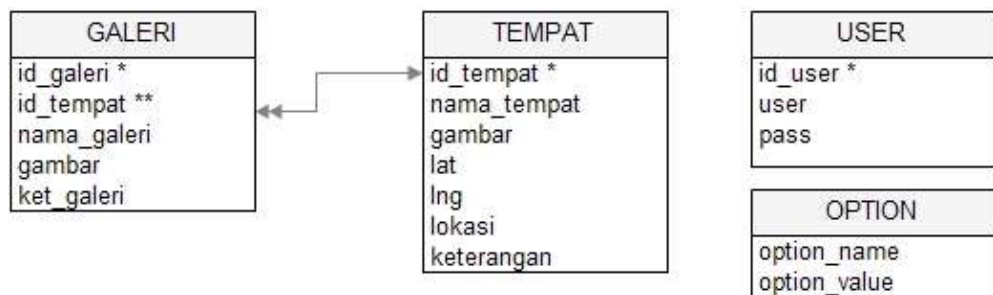 GALERI
id_galeri *
id_tempat **
nama_galeri
gambar
ket_galeri
TEMPAT
id_tempat *
nama_tempat
gambar
lat
lng
lokasi
keterangan
USER
id_user *
user
pass
OPTION
option_name
option_value